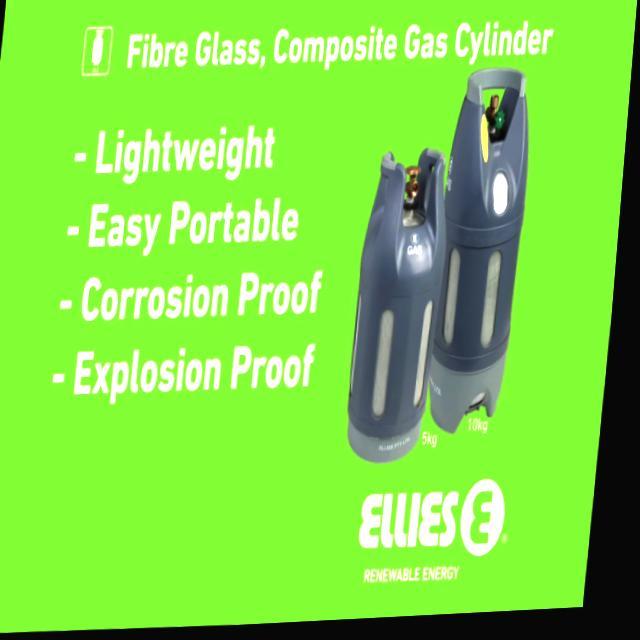 Fibre Glass, Composite Gas Cylinder
- Lightweight
- Easy Portable
- Corrosion Proof
- Explosion Proof
GAS
5kg
10kg
ELLIES E
RENEWABLE ENERGY